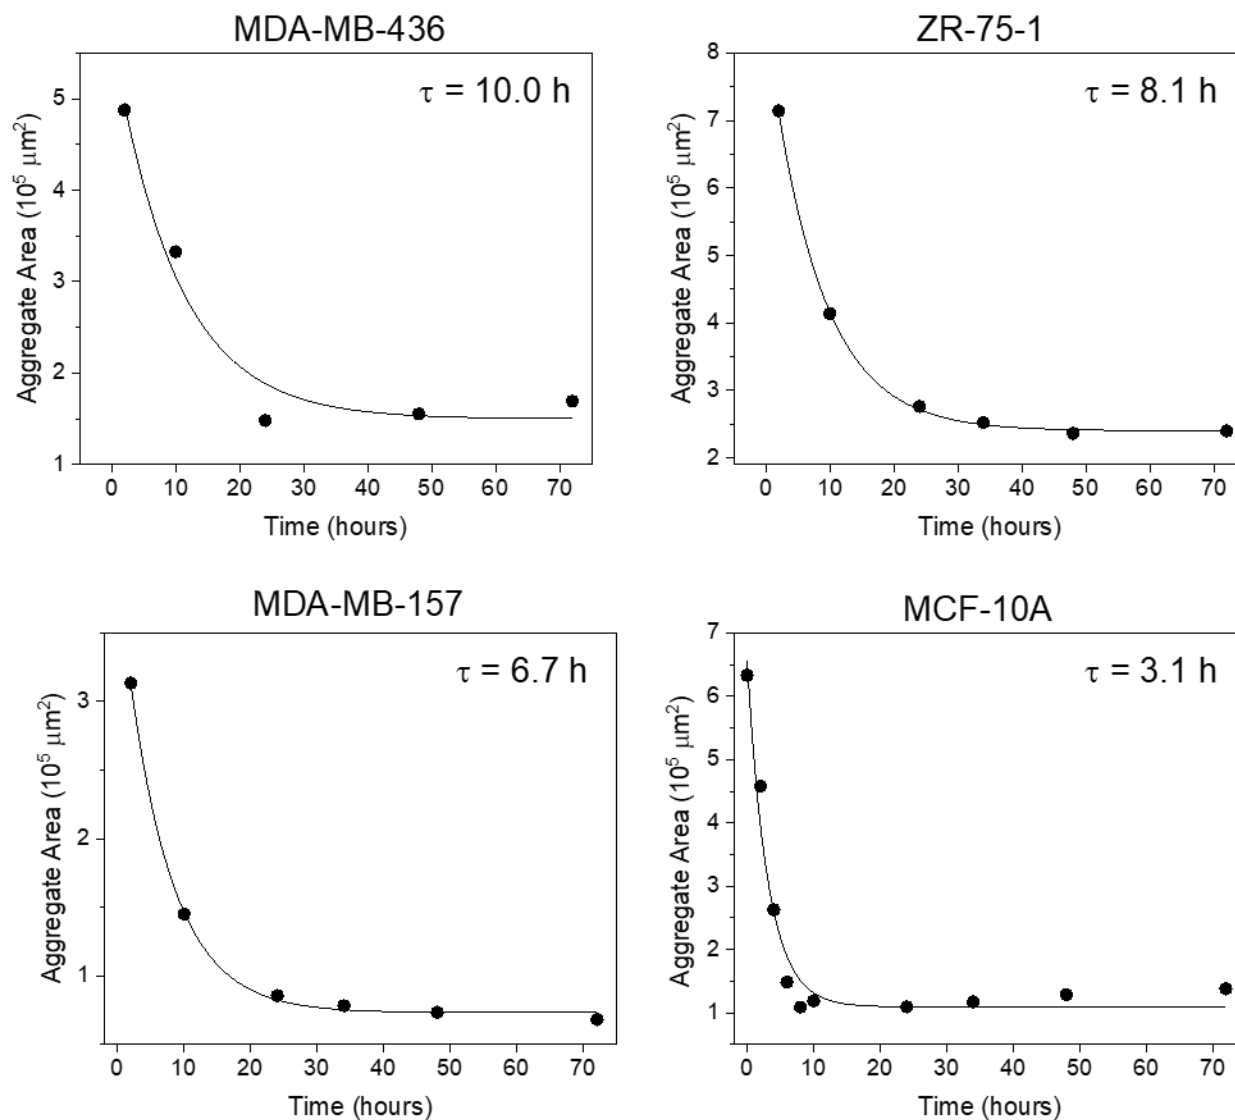 MDA-MB-436
τ = 10.0 h
5
4
3
2
1
Aggregate Area (10⁵ μm²)
0 10 20 30 40 50 60 70
Time (hours)
ZR-75-1
τ = 8.1 h
8
7
6
5
4
3
2
Aggregate Area (10⁵ μm²)
0 10 20 30 40 50 60 70
Time (hours)
MDA-MB-157
τ = 6.7 h
3
2
1
Aggregate Area (10⁵ μm²)
0 10 20 30 40 50 60 70
Time (hours)
MCF-10A
τ = 3.1 h
7
6
5
4
3
2
1
Aggregate Area (10⁵ μm²)
0 10 20 30 40 50 60 70
Time (hours)